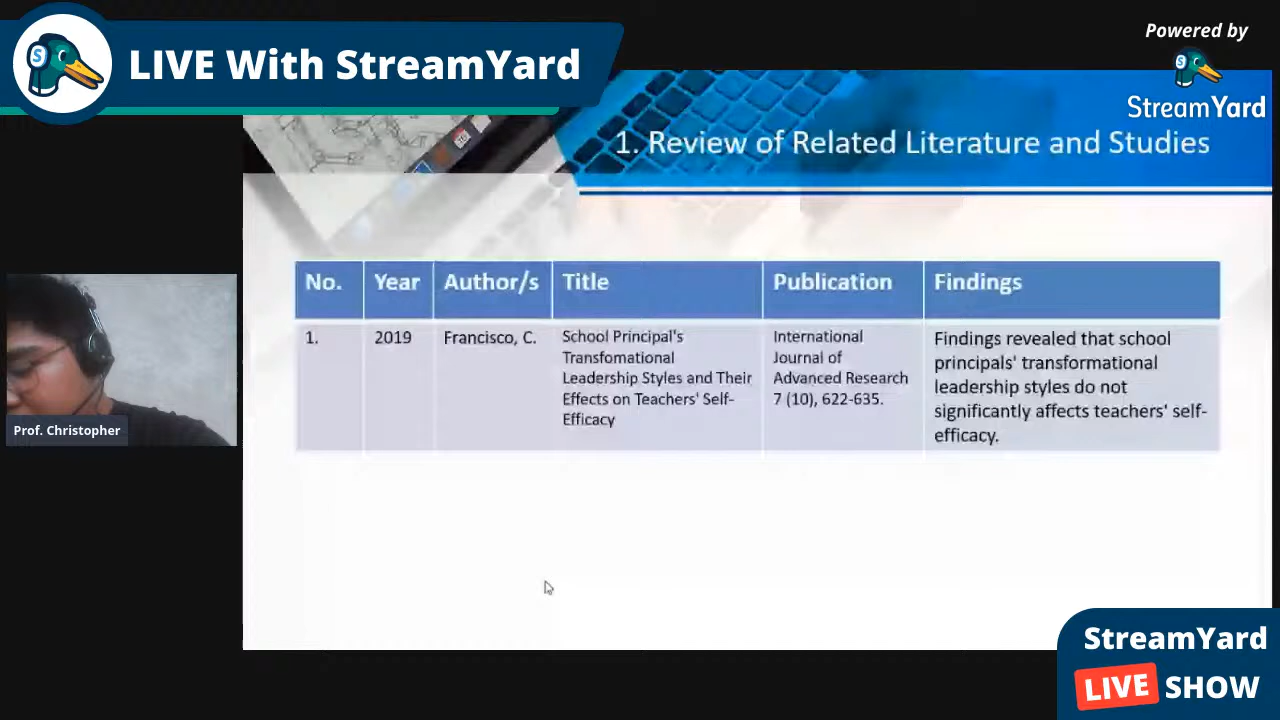 LIVE With StreamYard
Powered by
StreamYard
1. Review of Related Literature and Studies
No.
Year
Author/s
Title
Publication
Findings
1.
2019
Francisco, C.
School Principal's
Transfomational
Leadership Styles and Their
Effects on Teachers' Self-
Efficacy
International
Journal of
Advanced Research
7 (10), 622-635.
Findings revealed that school
principals' transformational
leadership styles do not
significantly affects teachers' self-
efficacy.
Prof. Christopher
StreamYard
LIVE SHOW